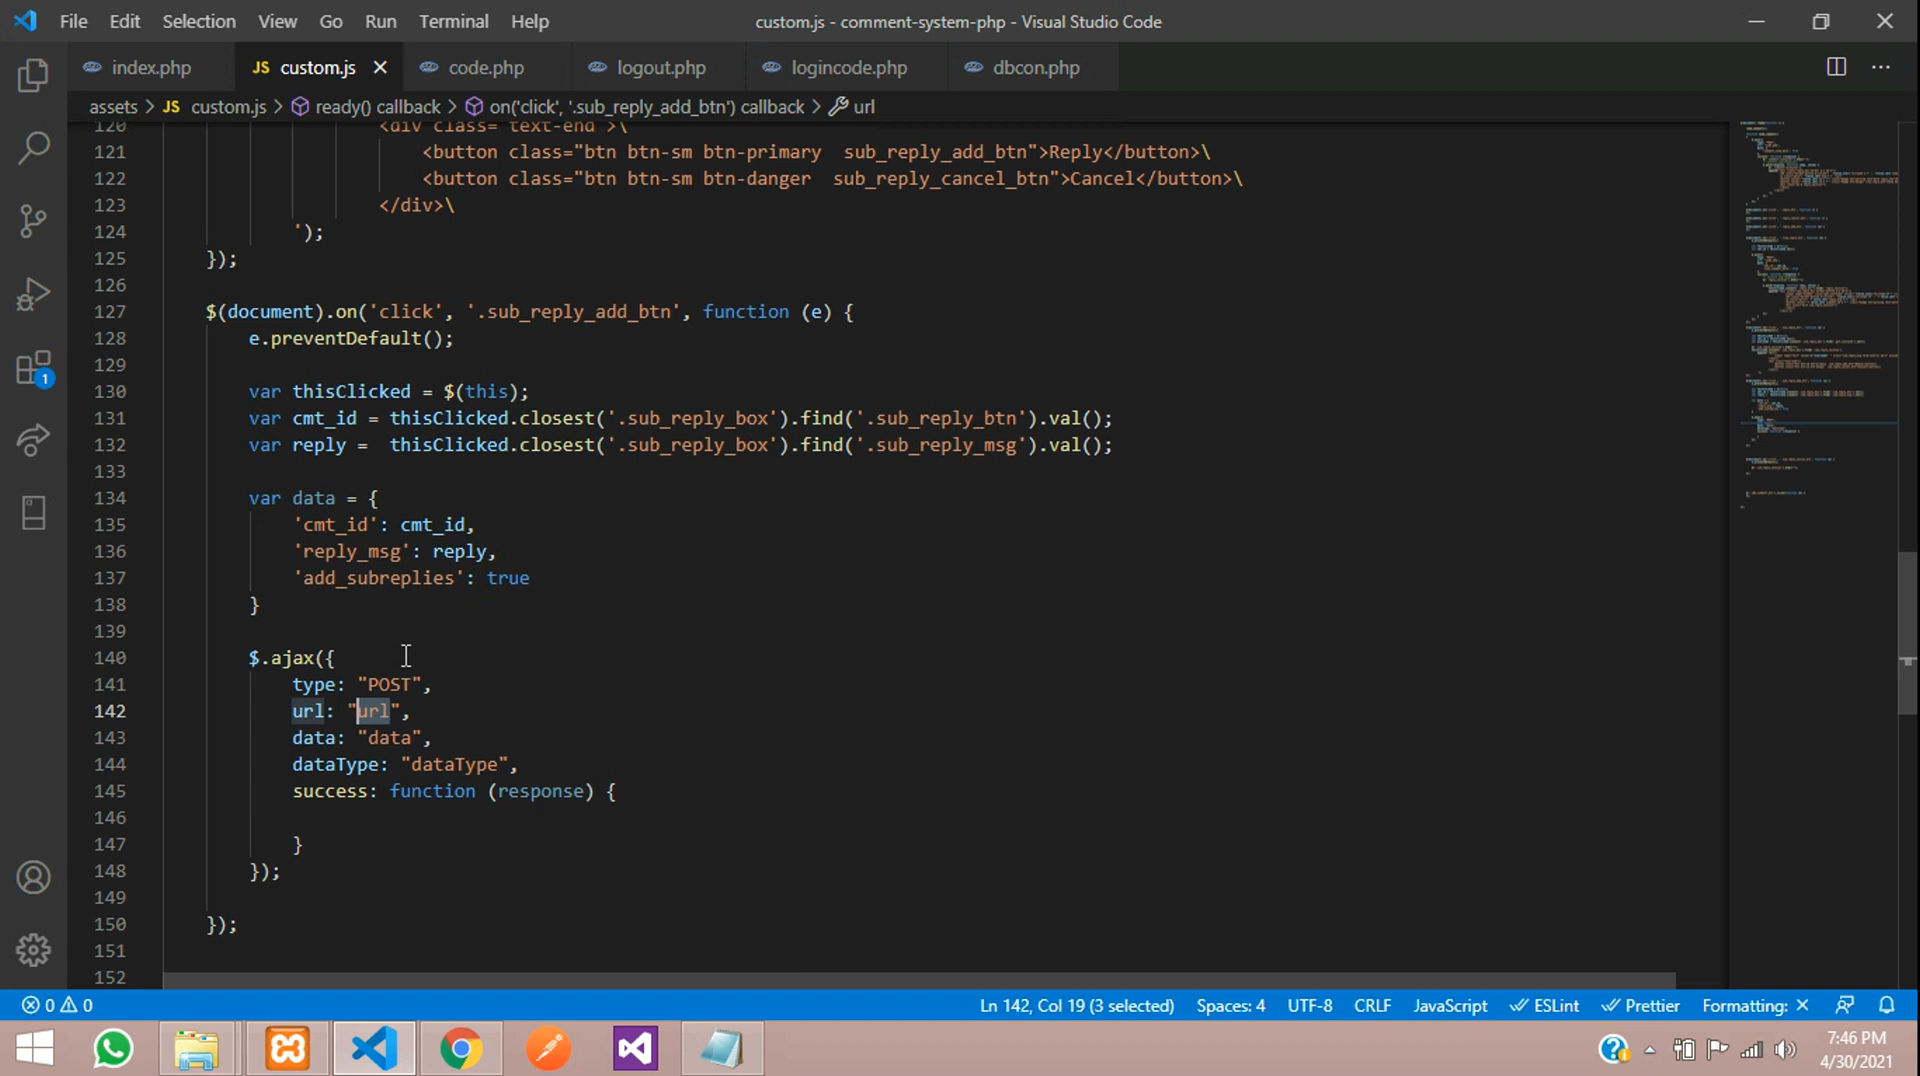 File Edit Selection View Go Run Terminal Help custom.js - comment-system-php - Visual Studio Code
index.php JS custom.js code.php logout.php logincode.php dbcon.php
assets > JS custom.js > ready() callback > on('click', '.sub_reply_add_btn') callback > url
120 <div class="text-end">\
121 <button class="btn btn-sm btn-primary  sub_reply_add_btn">Reply</button>\
122 <button class="btn btn-sm btn-danger  sub_reply_cancel_btn">Cancel</button>\
123 </div>\
124 ');
125 });
126
127 $(document).on('click', '.sub_reply_add_btn', function (e) {
128 e.preventDefault();
129
130 var thisClicked = $(this);
131 var cmt_id = thisClicked.closest('.sub_reply_box').find('.sub_reply_btn').val();
132 var reply =  thisClicked.closest('.sub_reply_box').find('.sub_reply_msg').val();
133
134 var data = {
135 'cmt_id': cmt_id,
136 'reply_msg': reply,
137 'add_subreplies': true
138 }
139
140 $.ajax({
141 type: "POST",
142 url: "url",
143 data: "data",
144 dataType: "dataType",
145 success: function (response) {
146
147 }
148 });
149
150 });
151
152
1
0 0 Ln 142, Col 19 (3 selected) Spaces: 4 UTF-8 CRLF JavaScript ESLint Prettier Formatting: ×
7:46 PM
4/30/2021